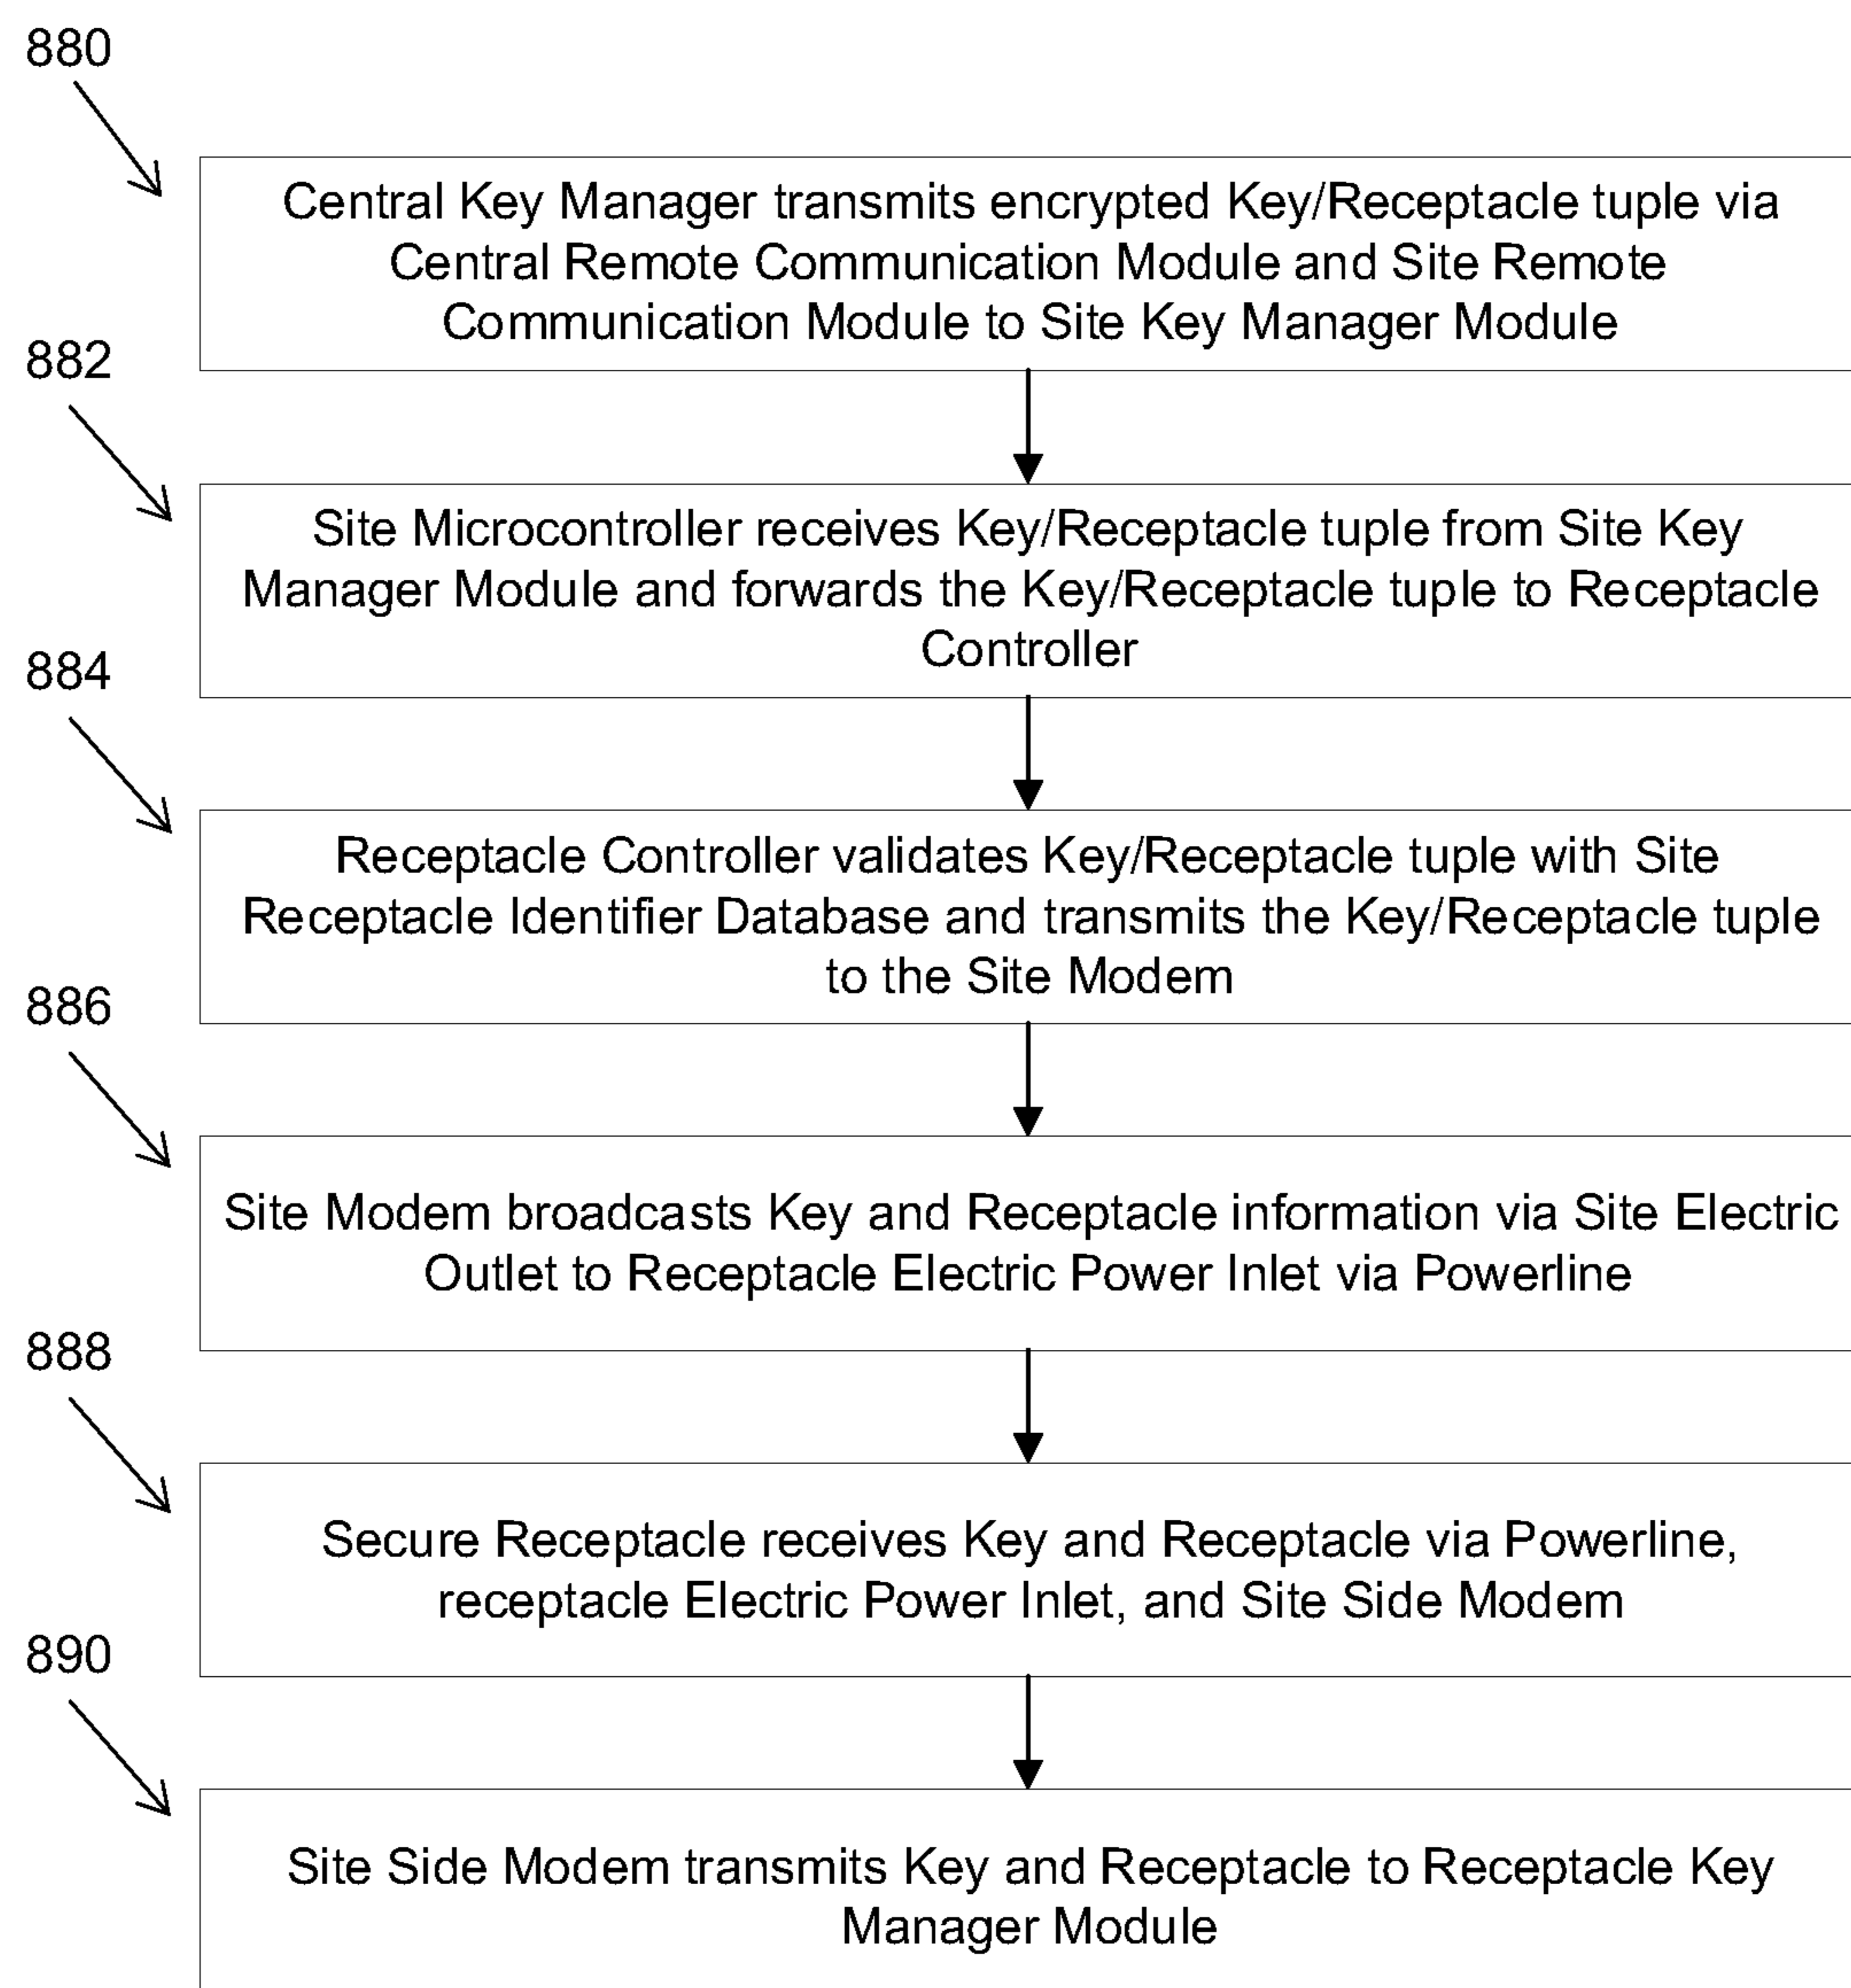 880
Central Key Manager transmits encrypted Key/Receptacle tuple via
Central Remote Communication Module and Site Remote
Communication Module to Site Key Manager Module
882
Site Microcontroller receives Key/Receptacle tuple from Site Key
Manager Module and forwards the Key/Receptacle tuple to Receptacle
Controller
884
Receptacle Controller validates Key/Receptacle tuple with Site
Receptacle Identifier Database and transmits the Key/Receptacle tuple
to the Site Modem
886
Site Modem broadcasts Key and Receptacle information via Site Electric
Outlet to Receptacle Electric Power Inlet via Powerline
888
Secure Receptacle receives Key and Receptacle via Powerline,
receptacle Electric Power Inlet, and Site Side Modem
890
Site Side Modem transmits Key and Receptacle to Receptacle Key
Manager Module